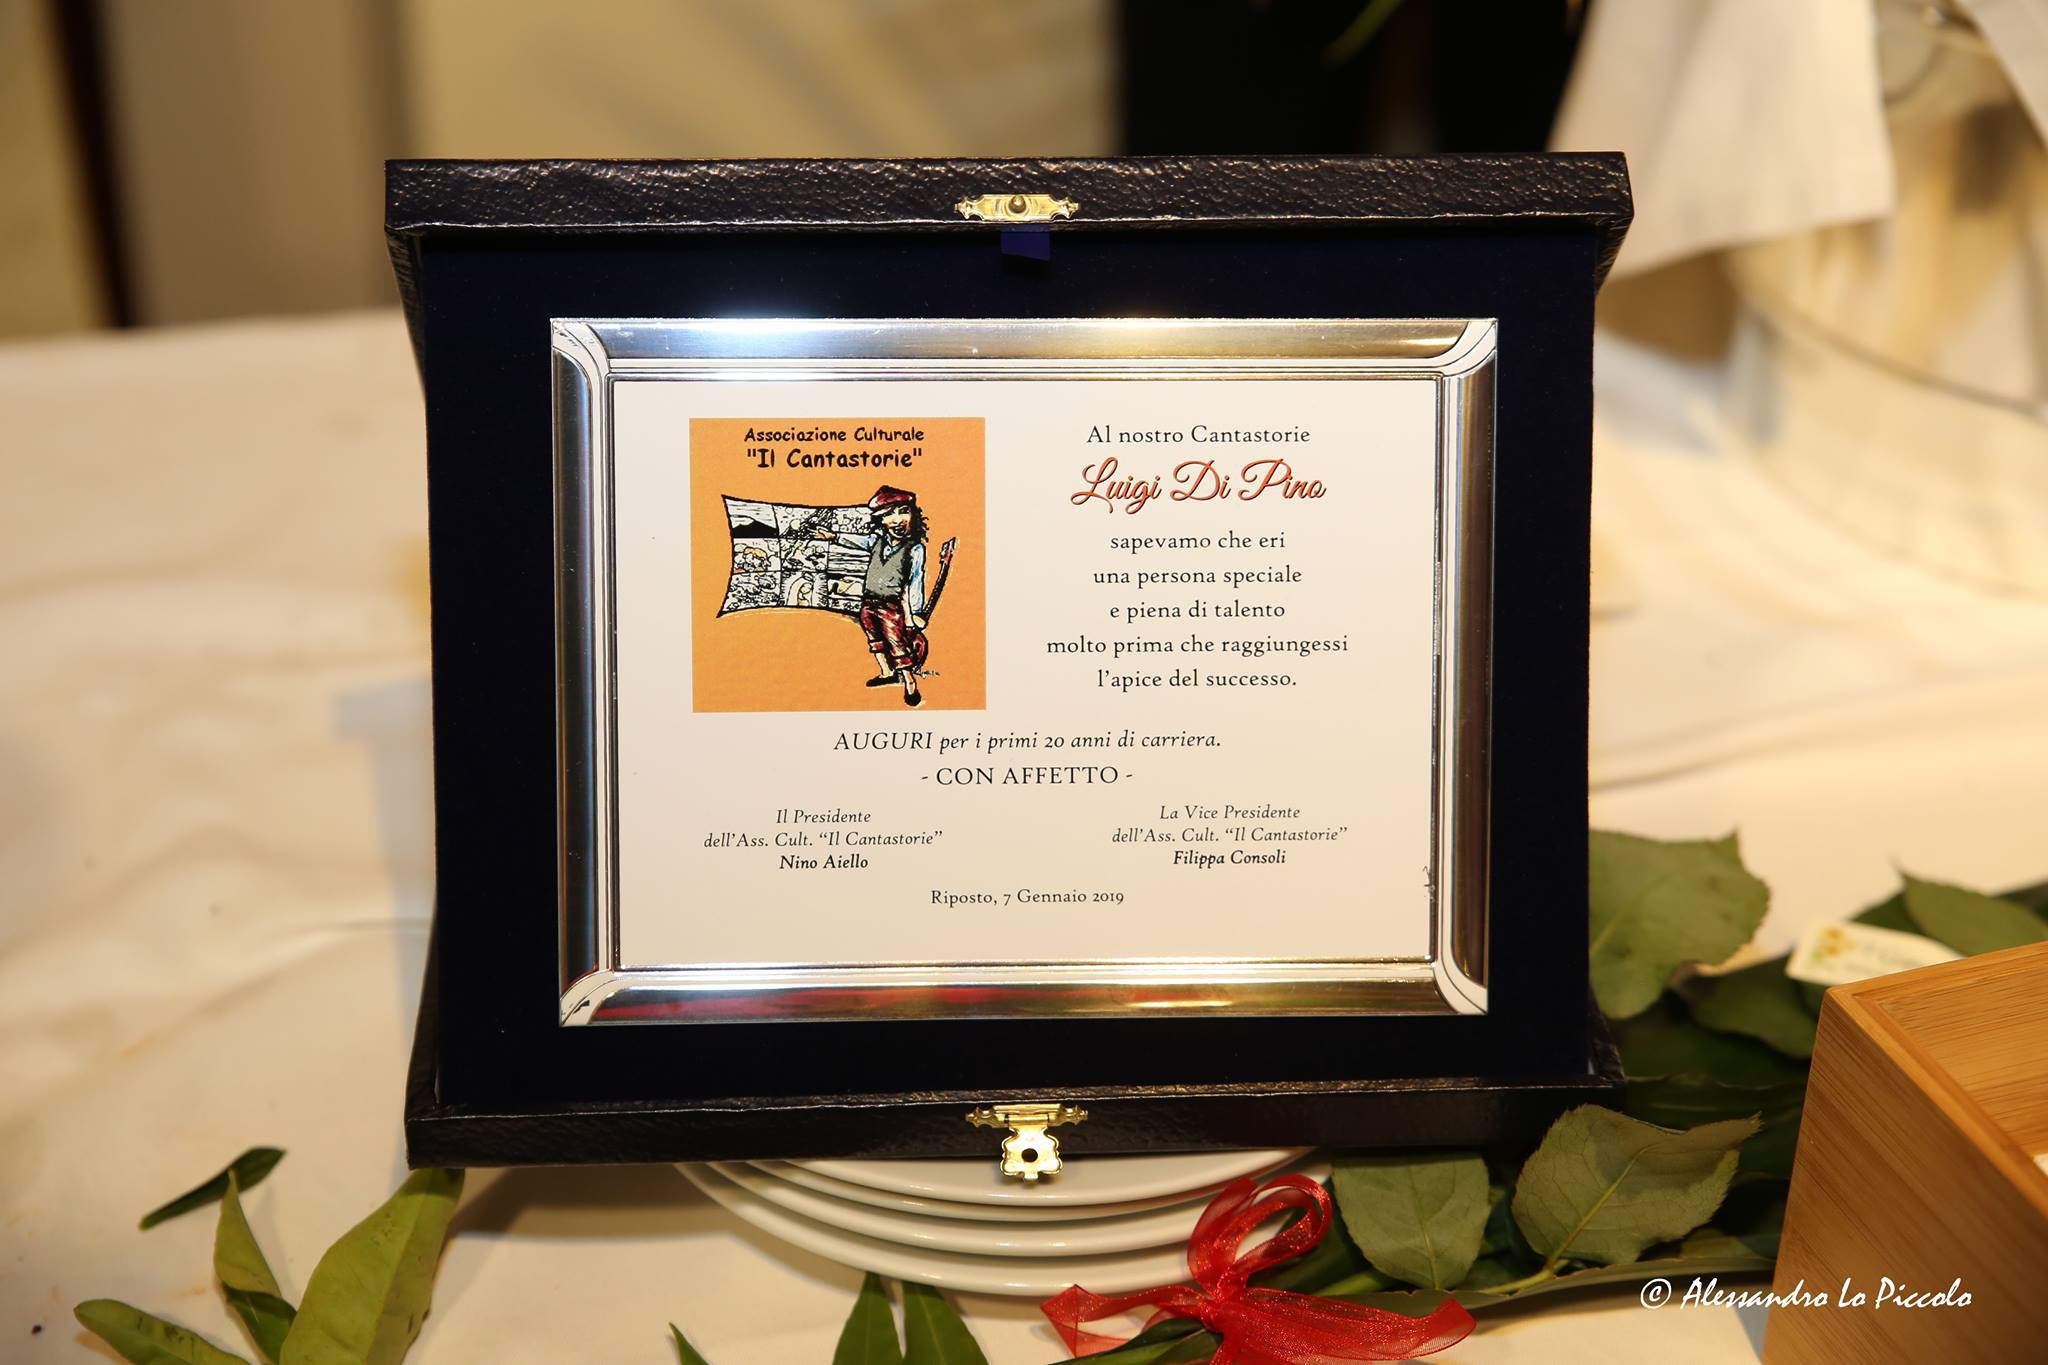 Associazione Culturale
"Il Cantastorie"
Al nostro Cantastorie
Luigi Di Pino
sapevamo che eri
una persona speciale
e piena di talento
molto prima che raggiungessi
l'apice del successo.
AUGURI per i primi 20 anni di carriera.
- CON AFFETTO -
Il Presidente
dell'Ass. Cult. "Il Cantastorie"
Nino Aiello
La Vice Presidente
dell'Ass. Cult. "Il Cantastorie"
Filippa Consoli
Riposto, 7 Gennaio 2019
© Alessandro Lo Piccolo